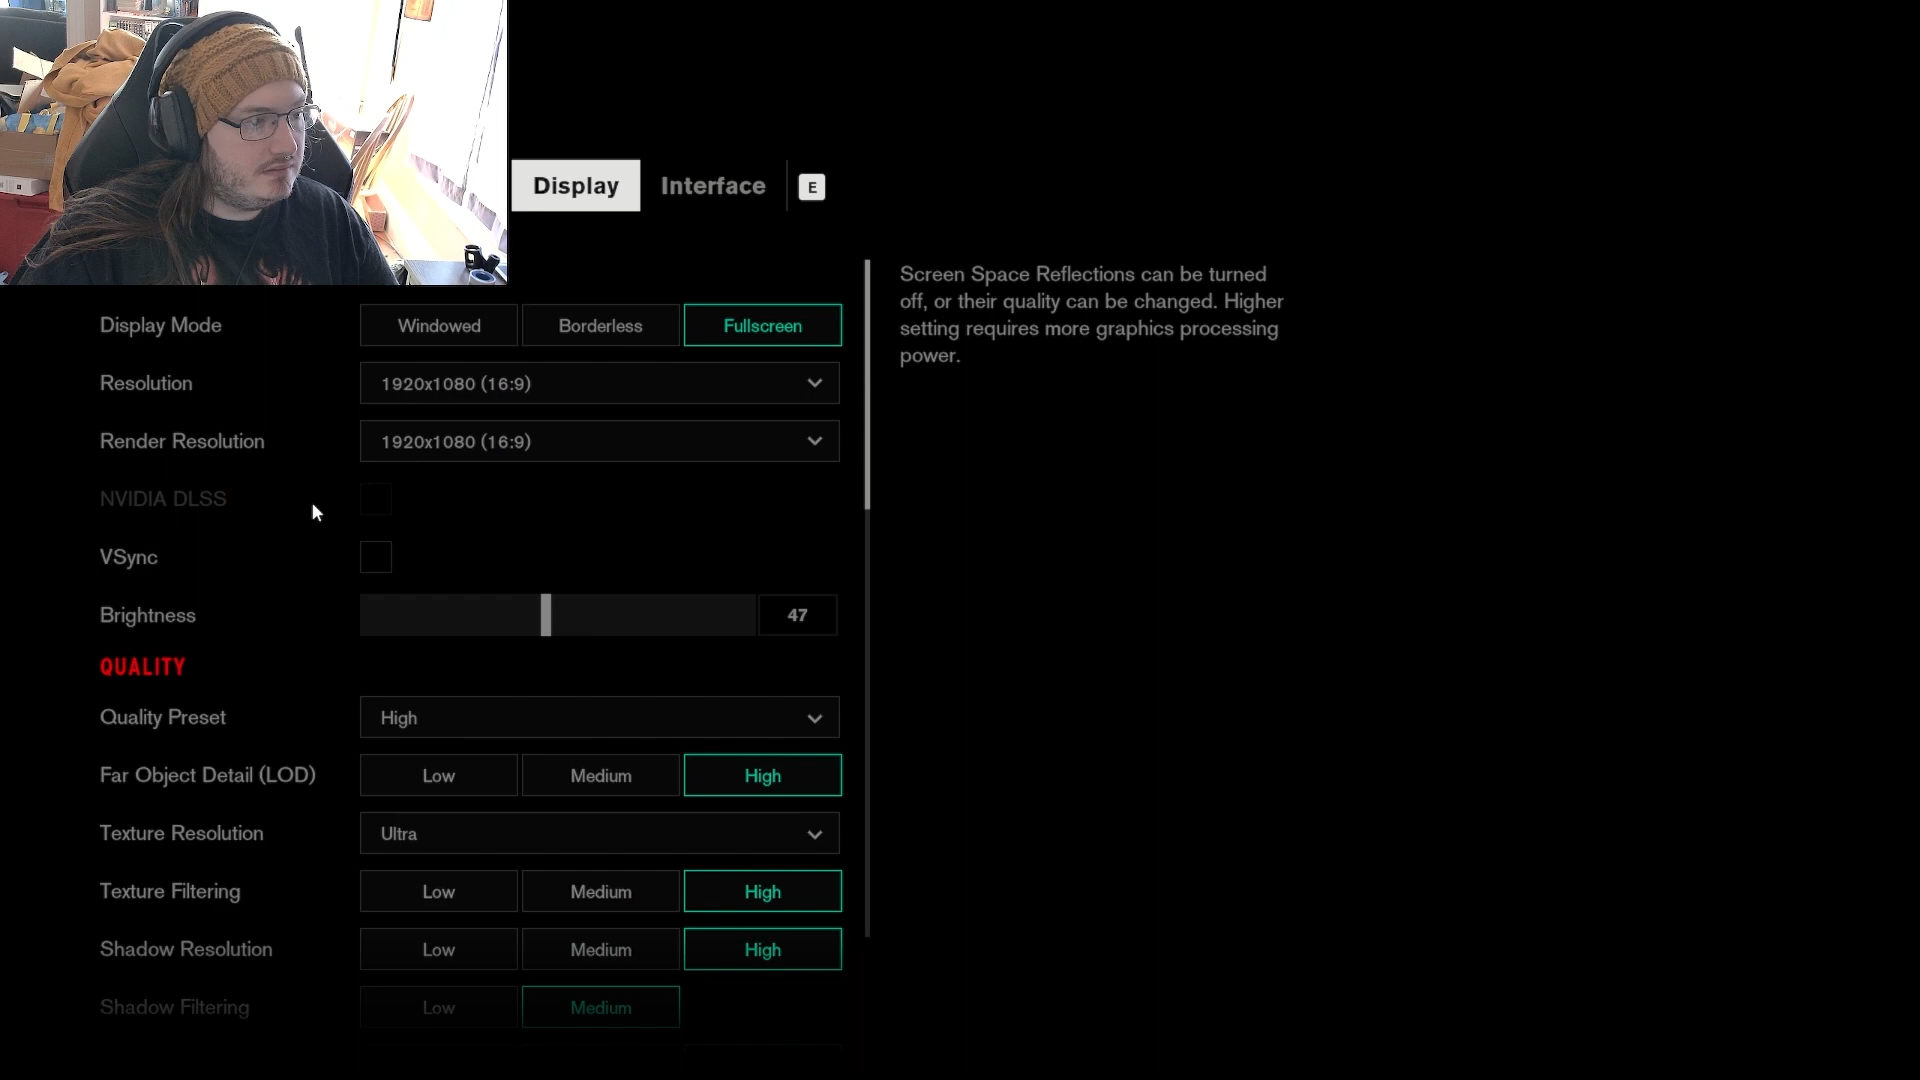 Display Interface E
Screen Space Reflections can be turned
off, or their quality can be changed. Higher
setting requires more graphics processing
power.
Display Mode Windowed Borderless Fullscreen
Resolution 1920x1080 (16:9)
Render Resolution 1920x1080 (16:9)
NVIDIA DLSS
VSync
Brightness 47
QUALITY
Quality Preset High
Far Object Detail (LOD) Low Medium High
Texture Resolution Ultra
Texture Filtering Low Medium High
Shadow Resolution Low Medium High
Shadow Filtering Low Medium